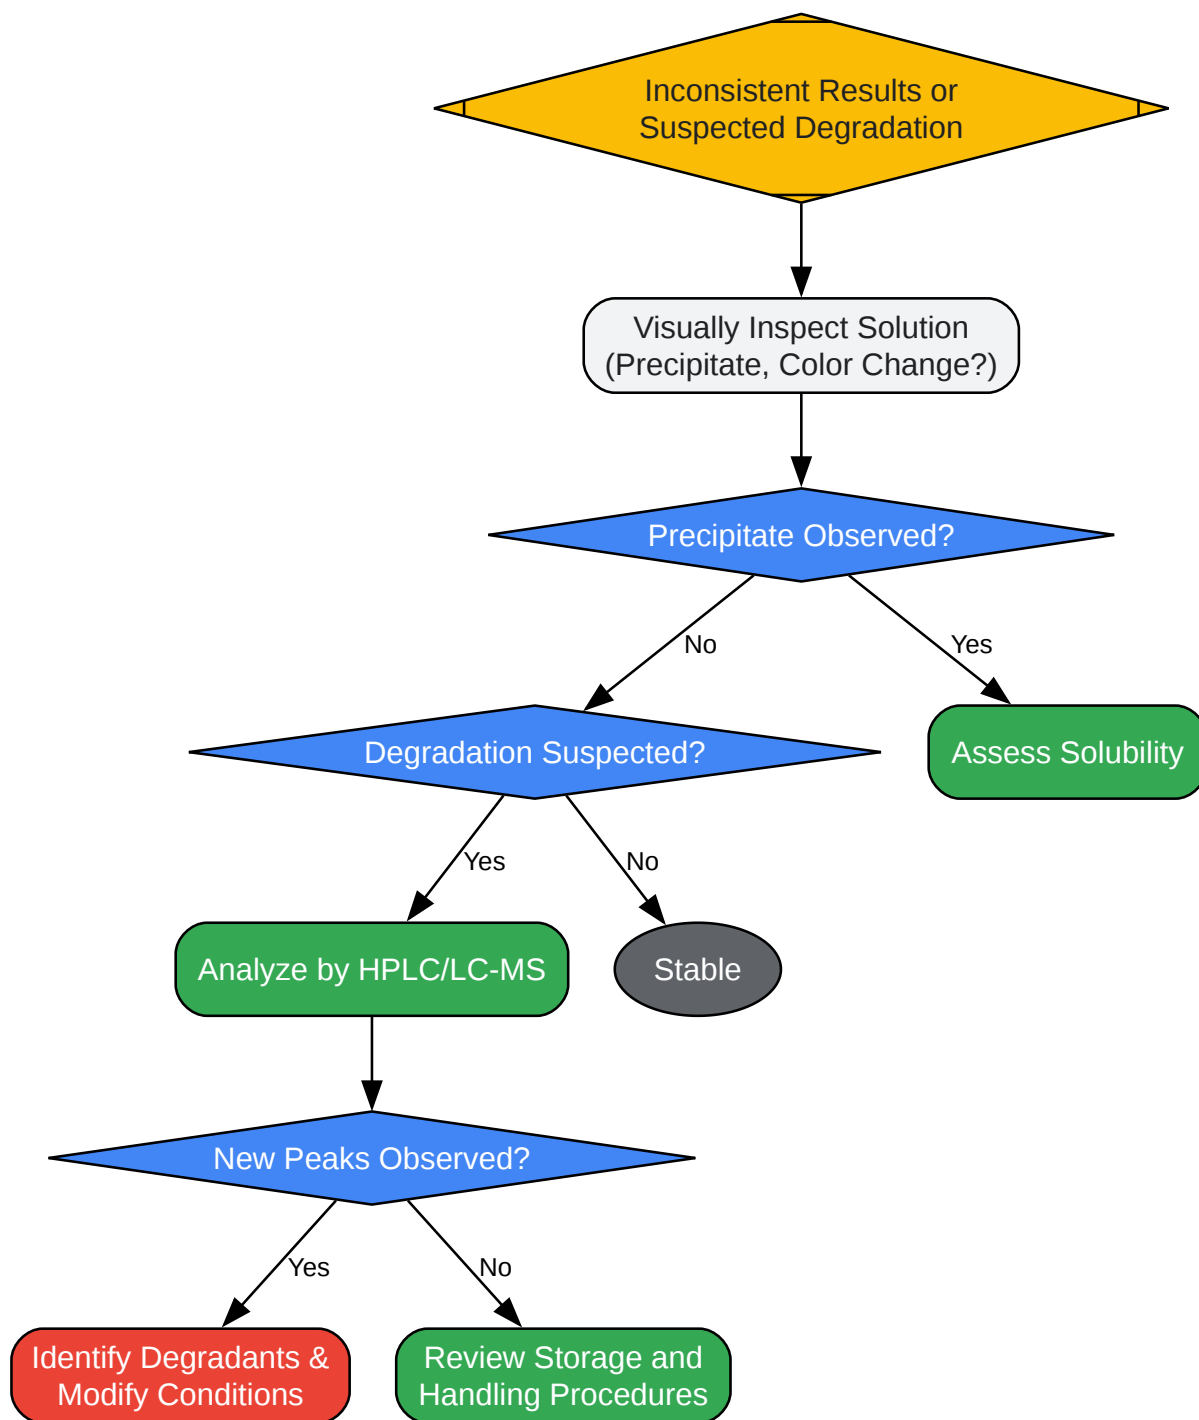 Inconsistent Results or
Suspected Degradation
Visually Inspect Solution
(Precipitate, Color Change?)
Precipitate Observed?
No
Yes
Degradation Suspected?
Assess Solubility
Yes
No
Analyze by HPLC/LC-MS
Stable
New Peaks Observed?
Yes
No
Identify Degradants &
Modify Conditions
Review Storage and
Handling Procedures